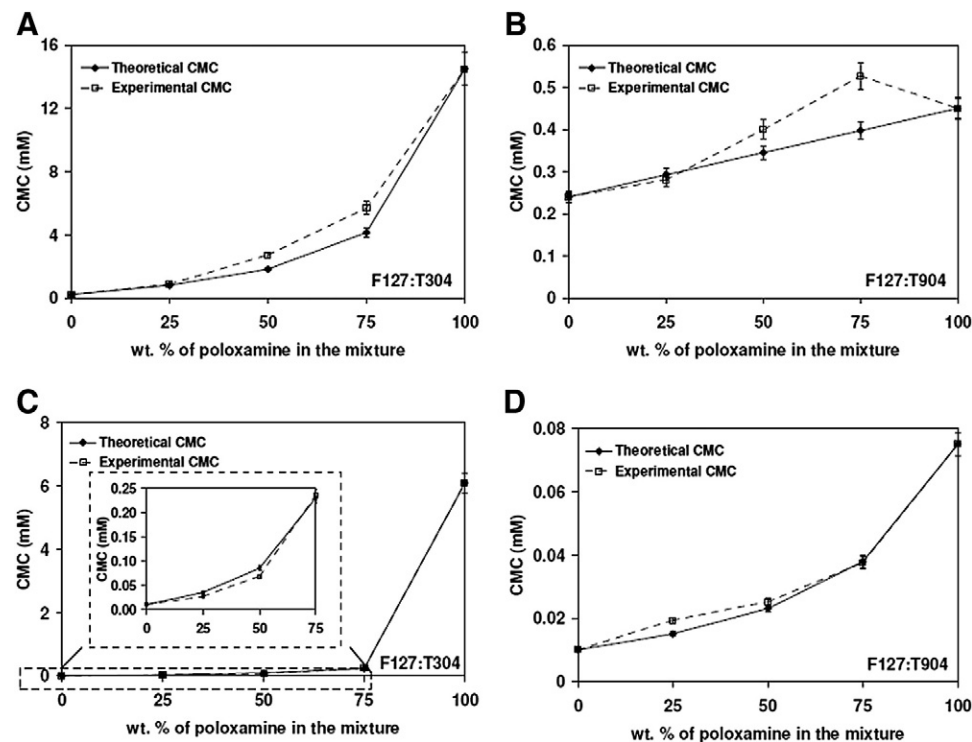 A
CMC (mM)
16
12
8
4
0
Theoretical CMC
Experimental CMC
F127:T304
0 25 50 75 100
wt. % of poloxamine in the mixture
B
CMC (mM)
0.6
0.5
0.4
0.3
0.2
0.1
0
Theoretical CMC
Experimental CMC
F127:T904
0 25 50 75 100
wt. % of poloxamine in the mixture
C
CMC (mM)
8
6
4
2
0
Theoretical CMC
Experimental CMC
CMC (mM)
0.25
0.20
0.15
0.10
0.05
0.00
0 25 50 75
F127:T304
0 25 50 75 100
wt. % of poloxamine in the mixture
D
CMC (mM)
0.08
0.06
0.04
0.02
0
Theoretical CMC
Experimental CMC
F127:T904
0 25 50 75 100
wt. % of poloxamine in the mixture